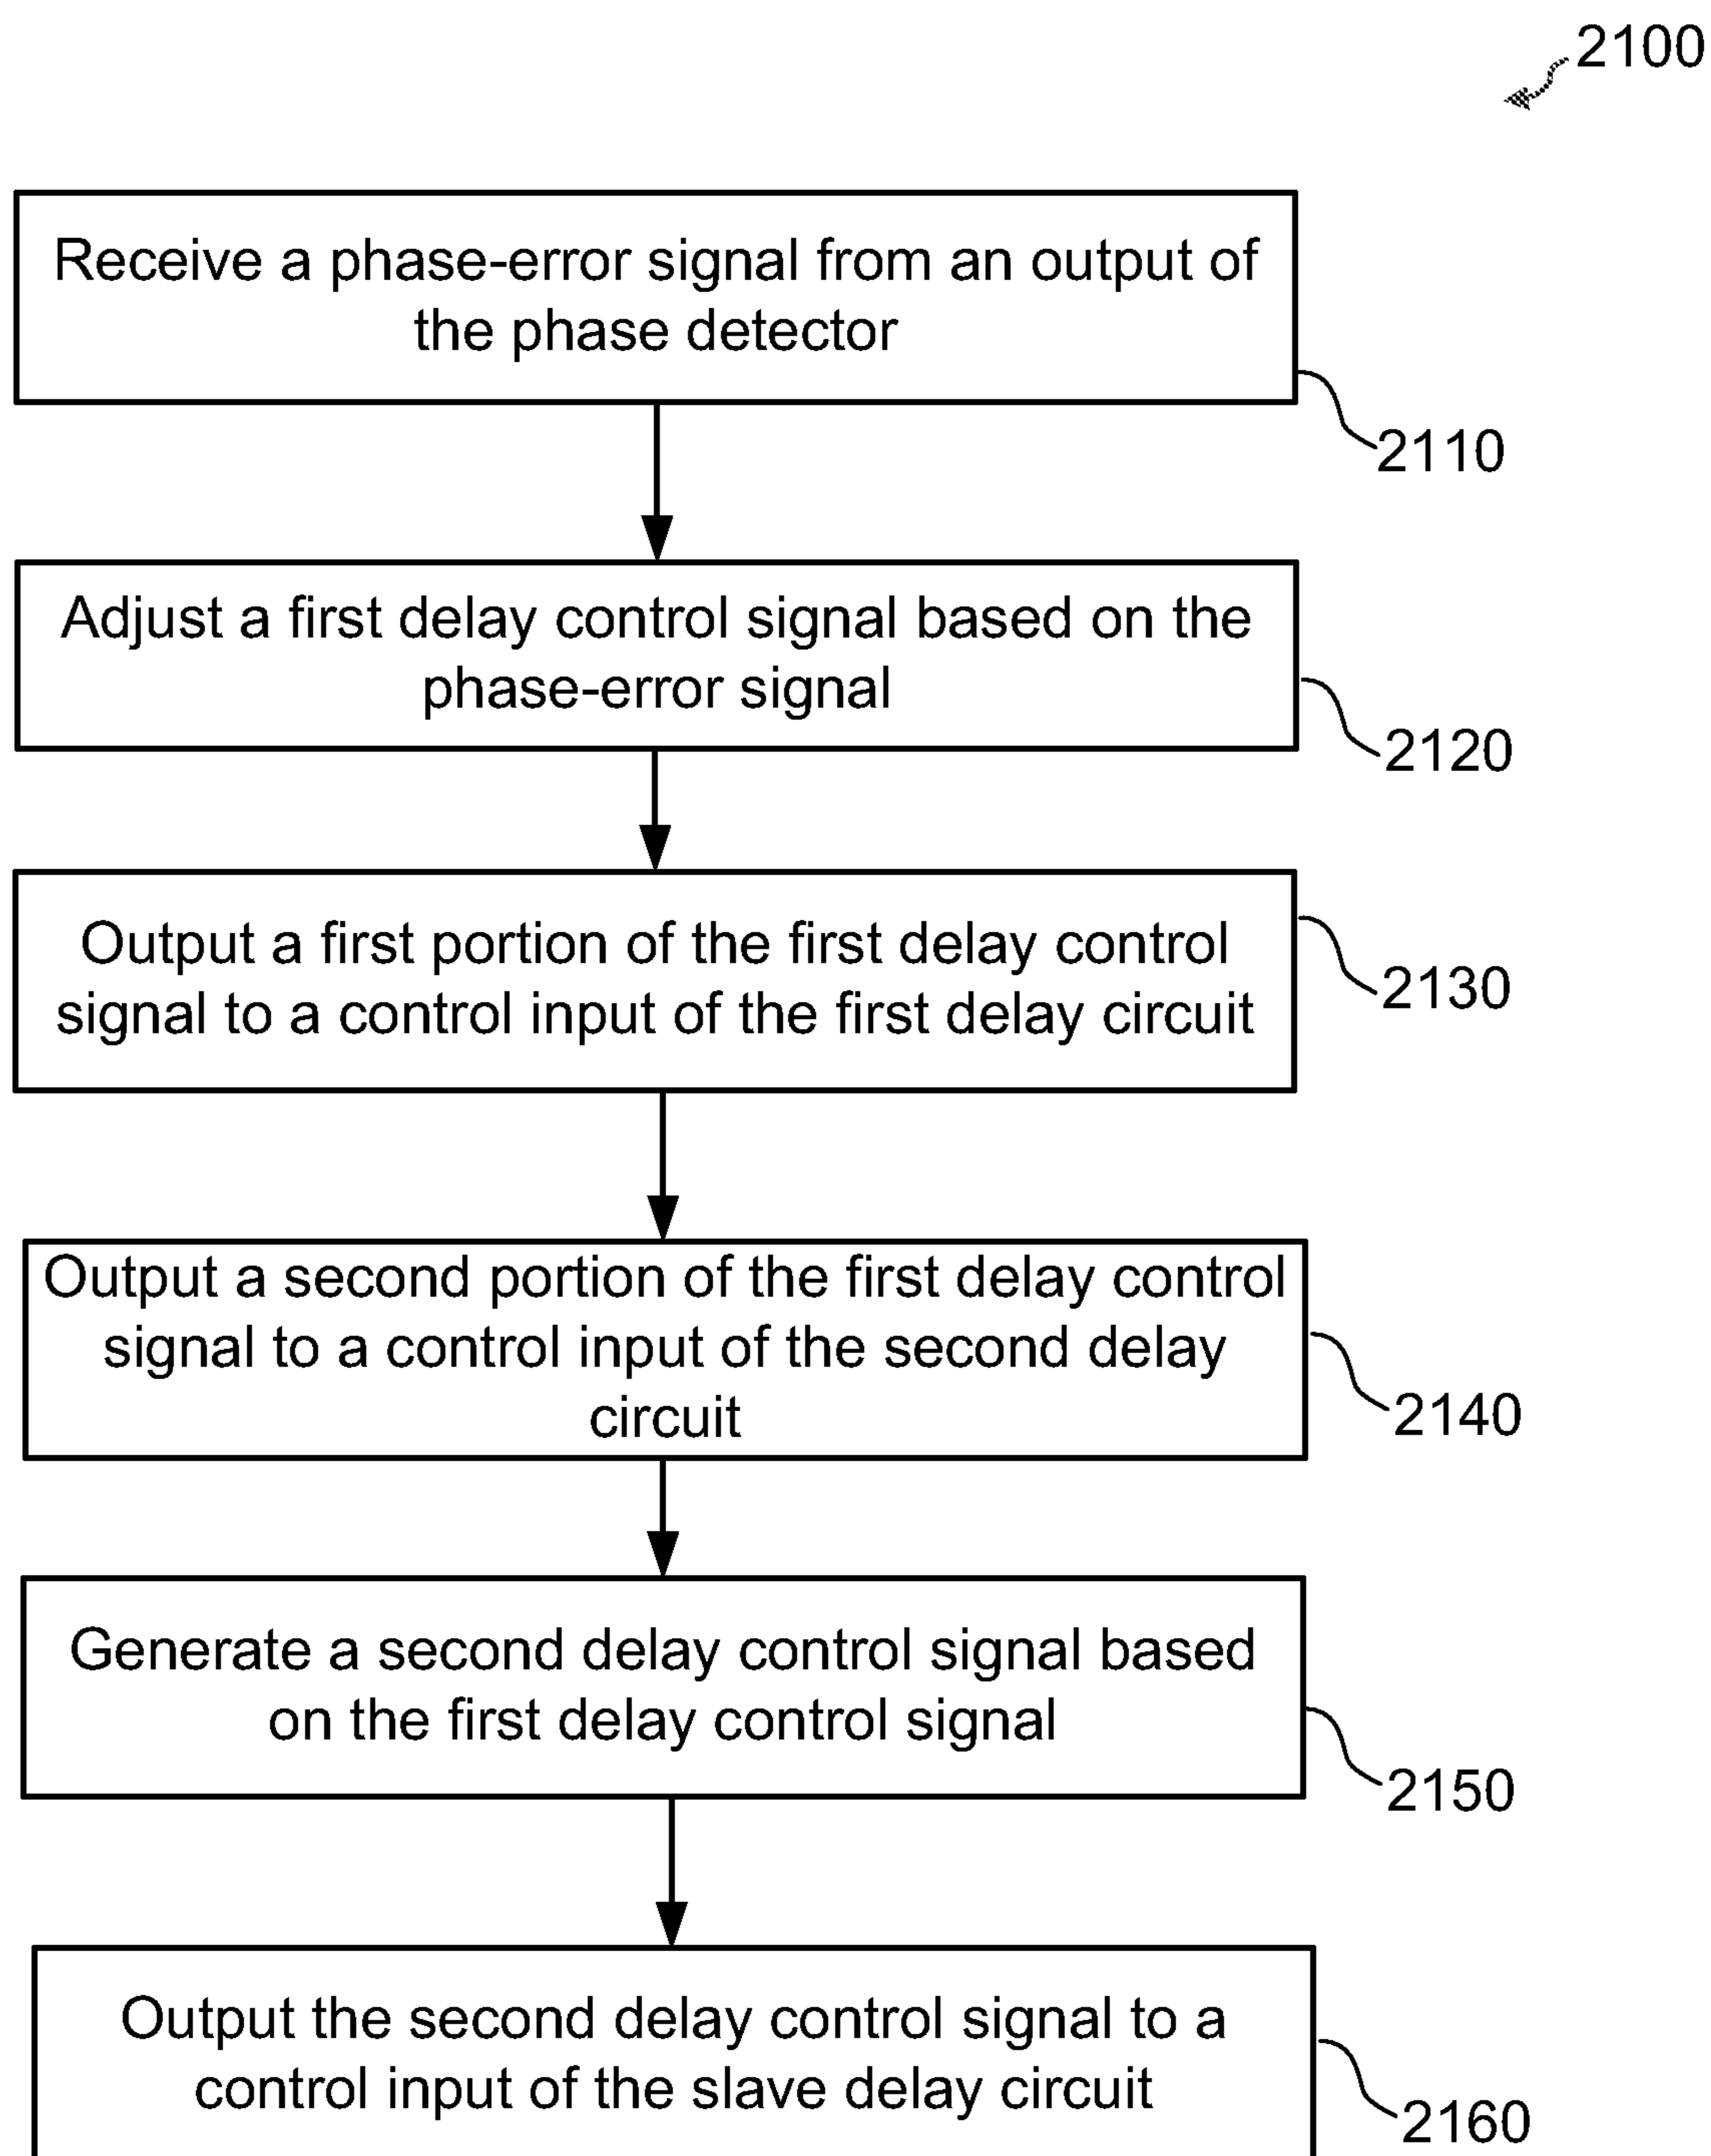 2100
Receive a phase-error signal from an output of
the phase detector
2110
Adjust a first delay control signal based on the
phase-error signal
2120
Output a first portion of the first delay control
signal to a control input of the first delay circuit
2130
Output a second portion of the first delay control
signal to a control input of the second delay
circuit
2140
Generate a second delay control signal based
on the first delay control signal
2150
Output the second delay control signal to a
control input of the slave delay circuit
2160